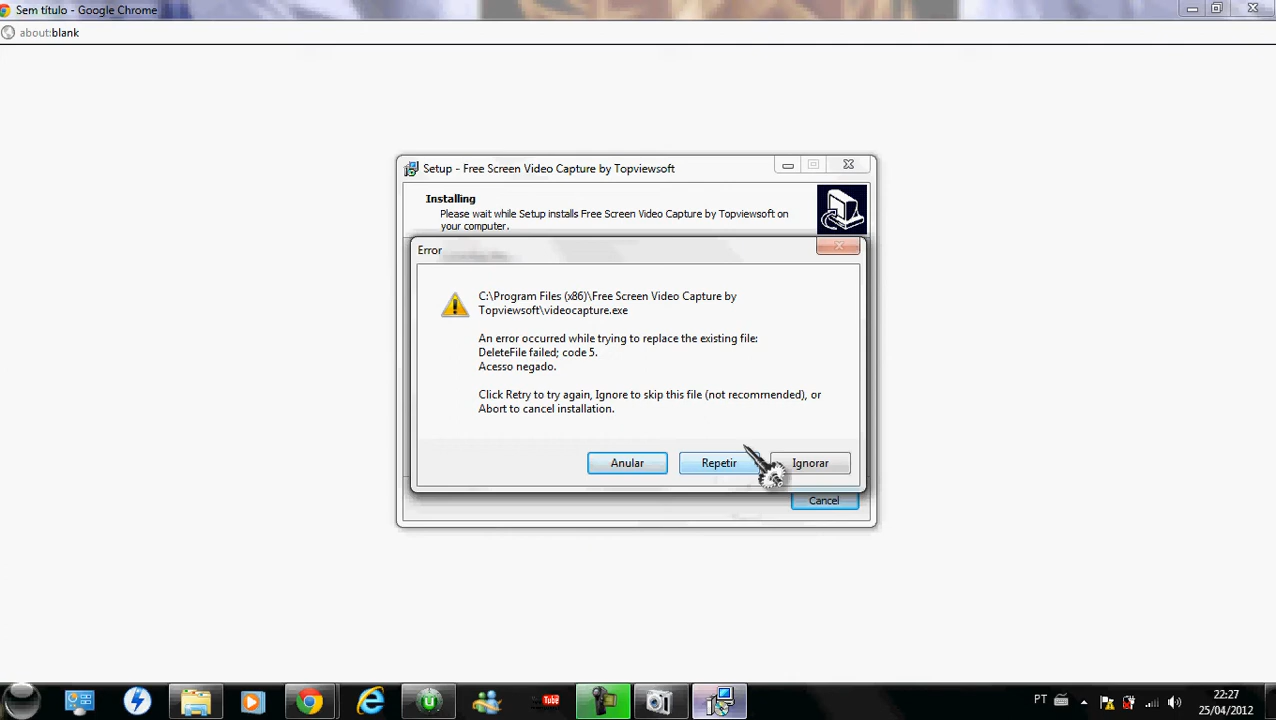 Sem título - Google Chrome
about:blank
Setup - Free Screen Video Capture by Topviewsoft
Installing
Please wait while Setup installs Free Screen Video Capture by Topviewsoft on
your computer.
Error
C:\Program Files (x86)\Free Screen Video Capture by
Topviewsoft\videocapture.exe
An error occurred while trying to replace the existing file:
DeleteFile failed; code 5.
Acesso negado.
Click Retry to try again, Ignore to skip this file (not recommended), or
Abort to cancel installation.
Anular
Repetir
Ignorar
Cancel
You Tube
PT
22:27
25/04/2012